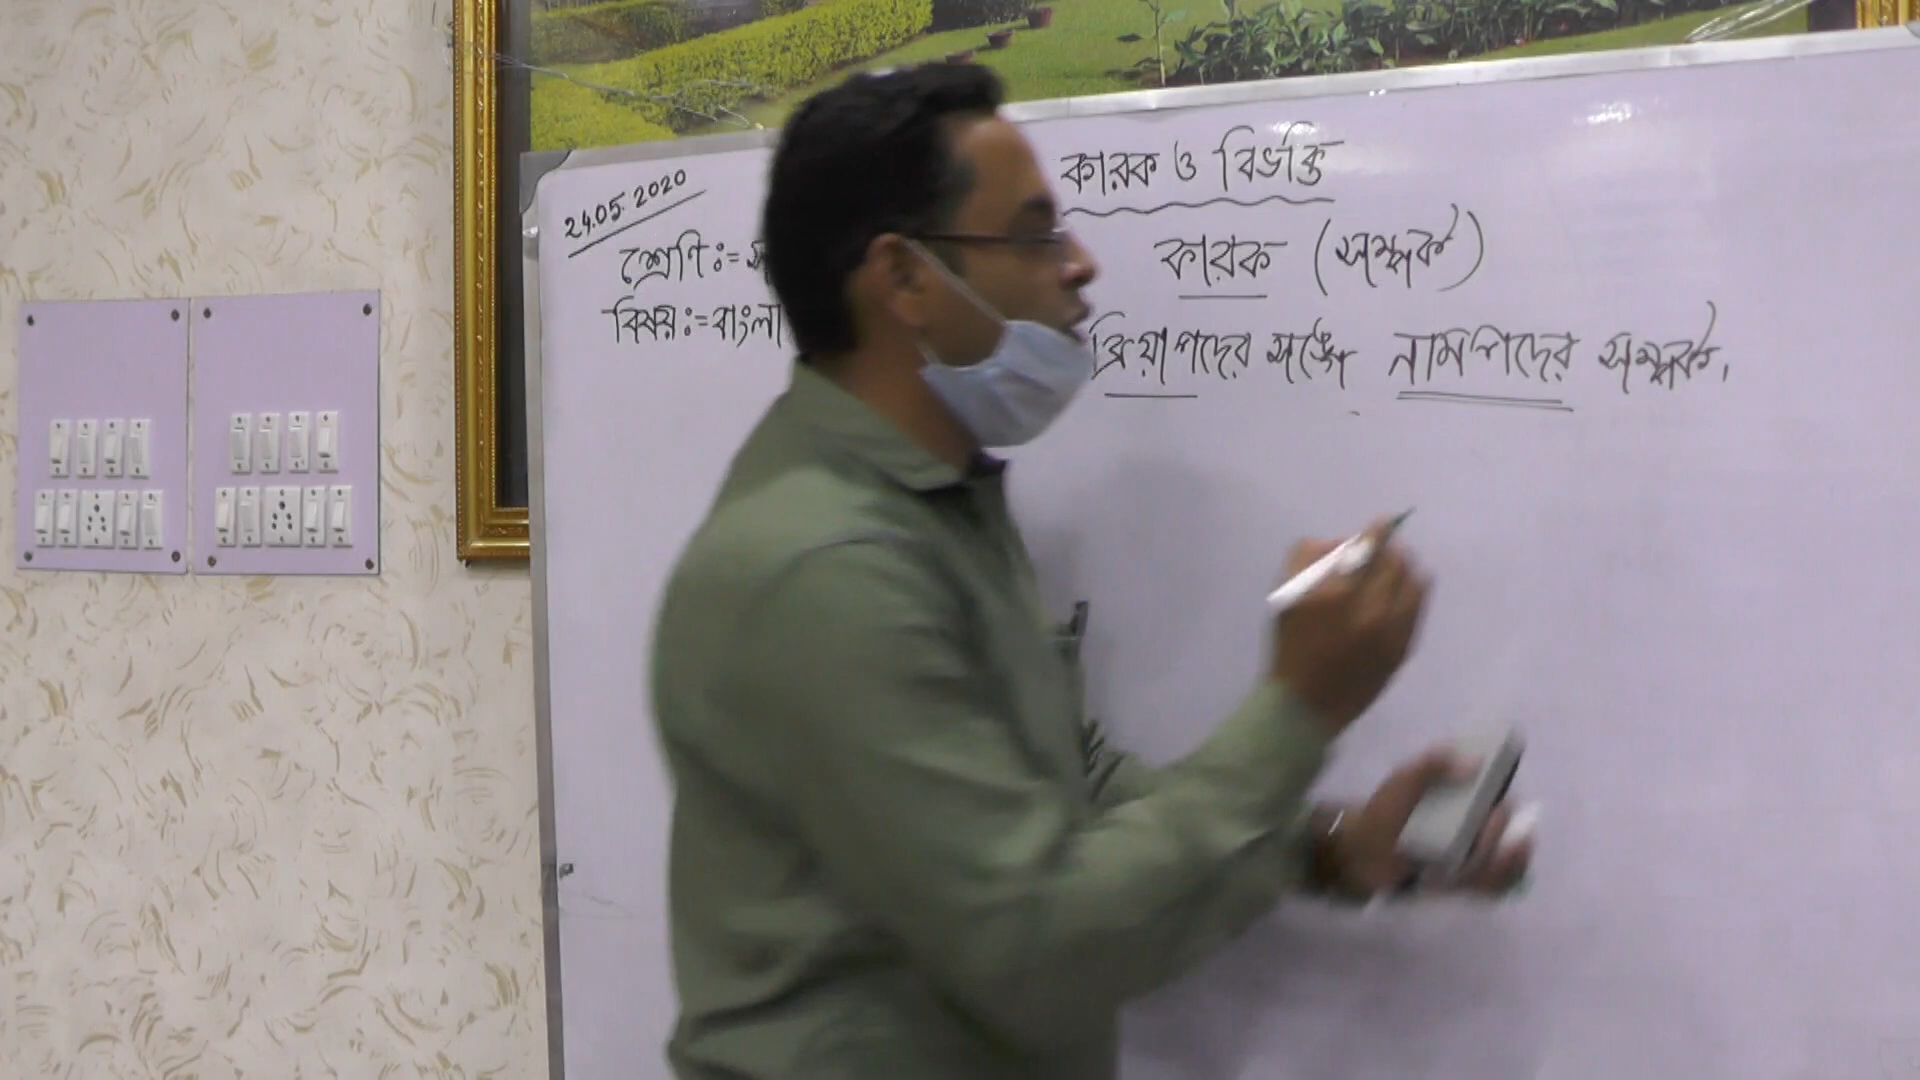 24.05.2020
কারক ও বিভক্তি
শ্রেণি:=
কারক (সম্পর্ক)
বিষয়:=বাংলা
ক্রিয়াপদের সঙ্গে নামপদের সম্পর্ক.